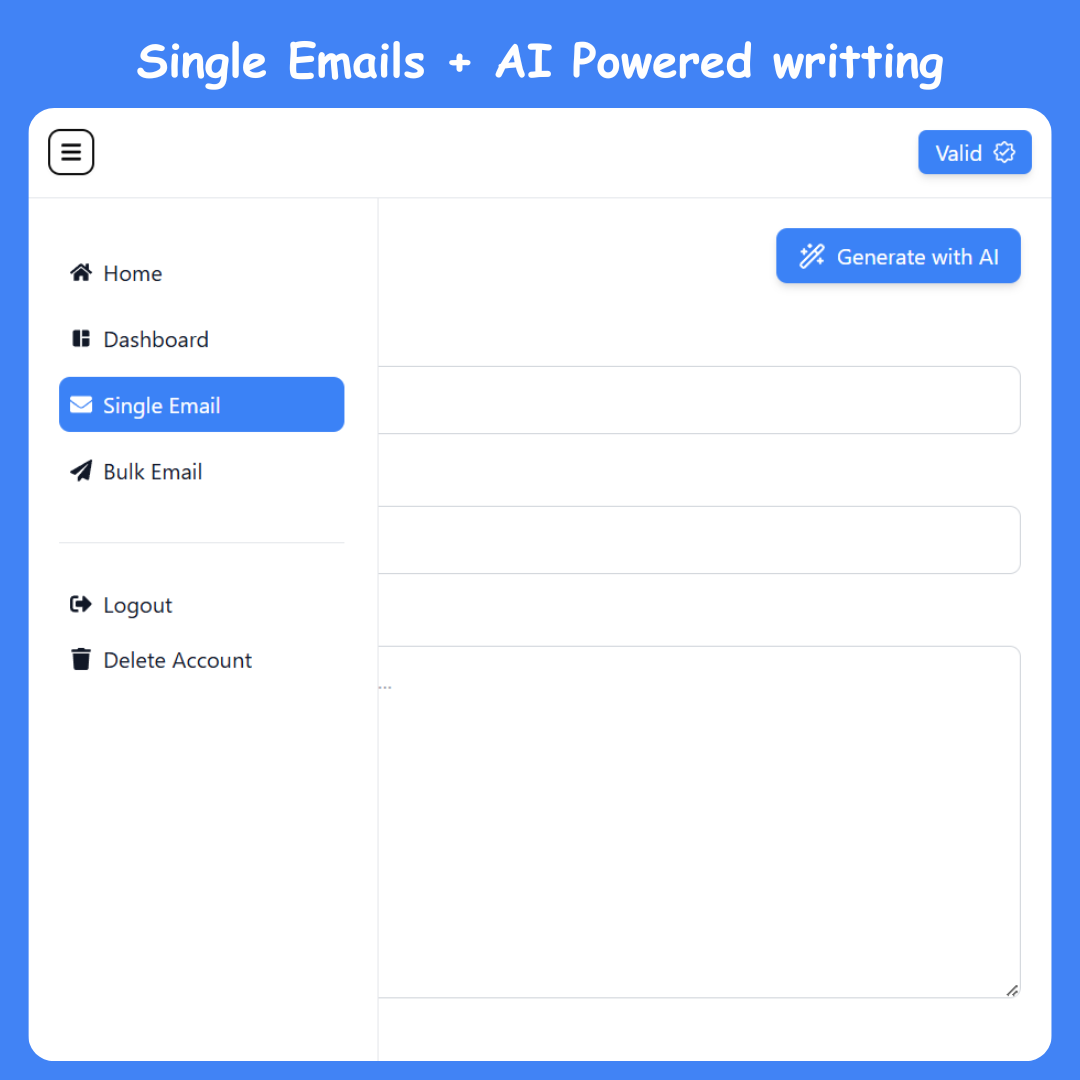 Single Emails + AI Powered writting
Valid
Generate with AI
Home
Dashboard
Single Email
Bulk Email
...
Logout
Delete Account